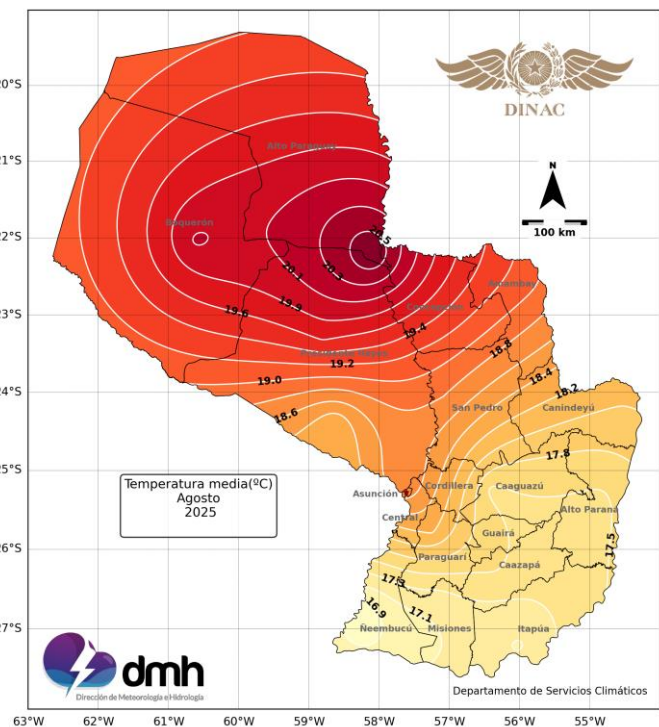 DINAC
N
100 km
20°S
21°S
22°S
23°S
24°S
25°S
26°S
27°S
63°W 62°W 61°W 60°W 59°W 58°W 57°W 56°W 55°W
Alto Paraguay
Boquerón
20.1
19.9
19.6
Concepción
Amambay
19.4
Presidente Hayes
19.2
18.8
19.0
18.6
18.4
18.2
San Pedro
Canindeyú
17.8
Temperatura media(ºC)
Agosto
2025
Asunción
Cordillera
Caaguazú
Central
Alto Paraná
Guairá
17.5
Paraguarí
Caazapá
17.3
16.9
17.1
Ñeembucú
Misiones
Itapúa
dmh
Dirección de Meteorología e Hidrología
Departamento de Servicios Climáticos